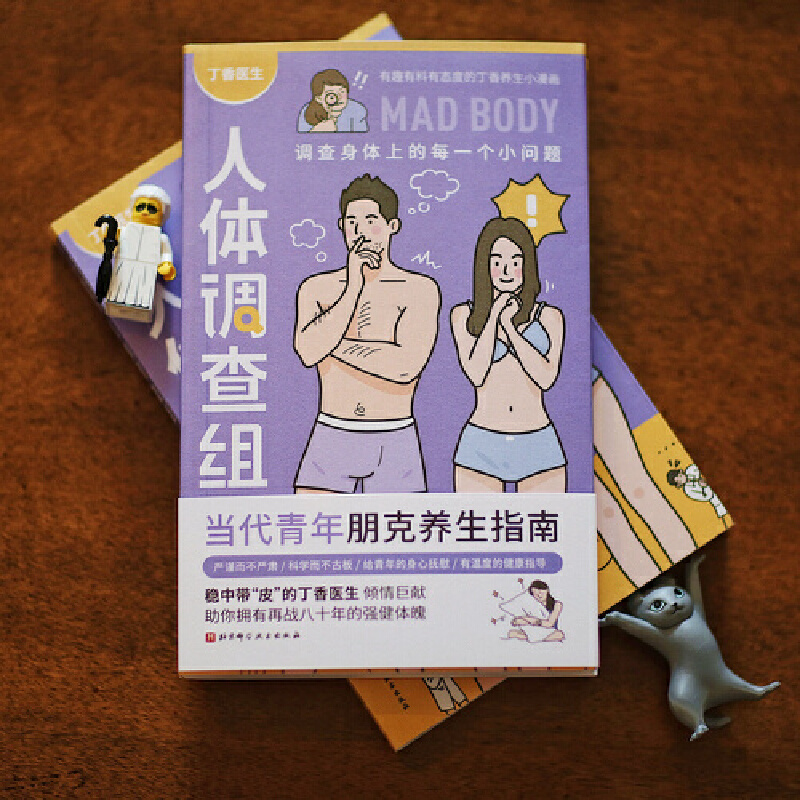 丁香医生
有趣有料有态度的丁香养生小漫画
MAD BODY
调查身体上的每一个小问题
人体调查组
!!
!
当代青年朋克养生指南
严谨而不严肃 / 科学而不古板 / 给青年的身心抚慰 / 有温度的健康指导
稳中带“皮”的丁香医生 倾情巨献
助你拥有再战八十年的强健体魄
北京科学技术出版社